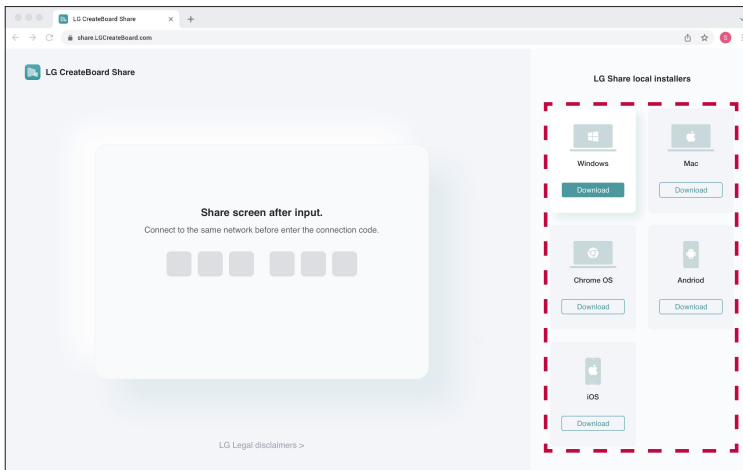 LG CreateBoard Share
share.LGCreateBoard.com
S
LG CreateBoard Share
Share screen after input.
Connect to the same network before enter the connection code.
LG Legal disclaimers >
LG Share local installers
Windows
Download
Mac
Download
Chrome OS
Download
Andriod
Download
iOS
Download